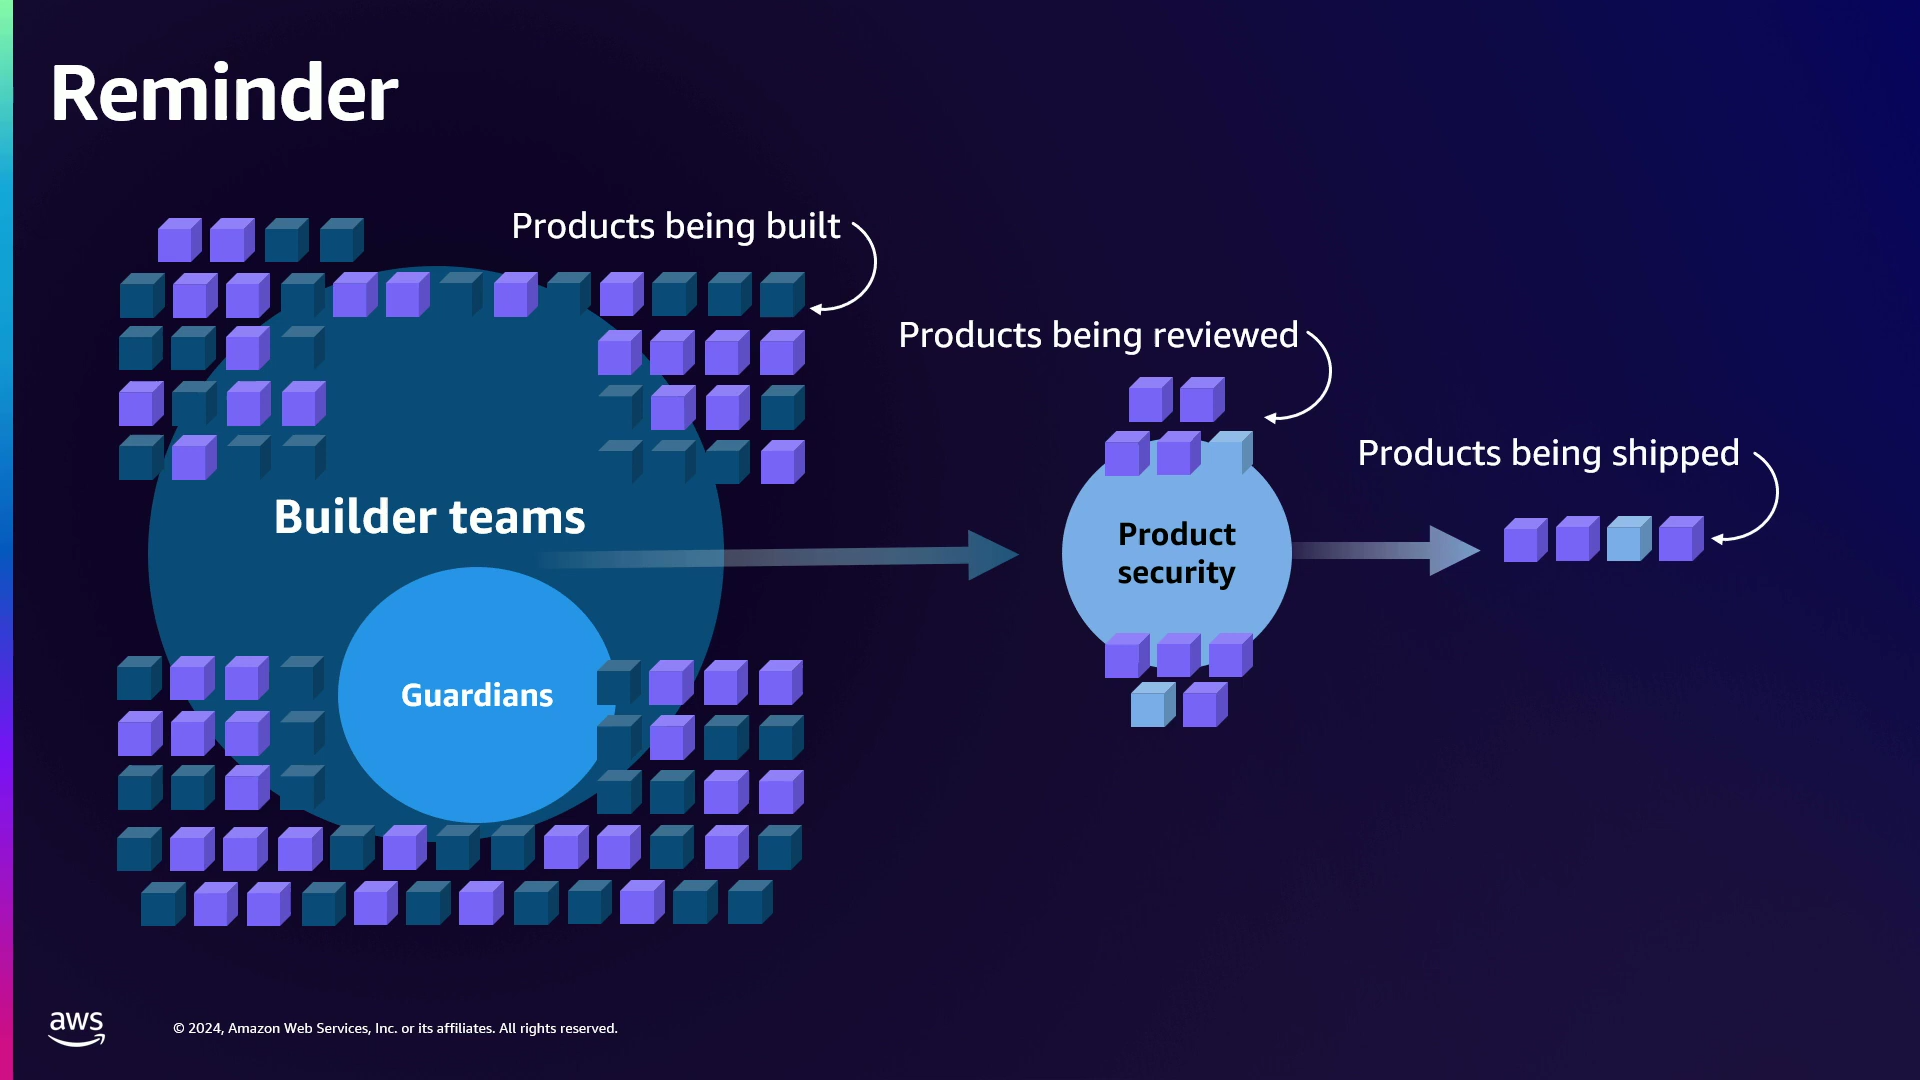 Reminder
Products being built
Products being reviewed
Products being shipped
Builder teams
Product
security
Guardians
aws
© 2024, Amazon Web Services, Inc. or its affiliates. All rights reserved.